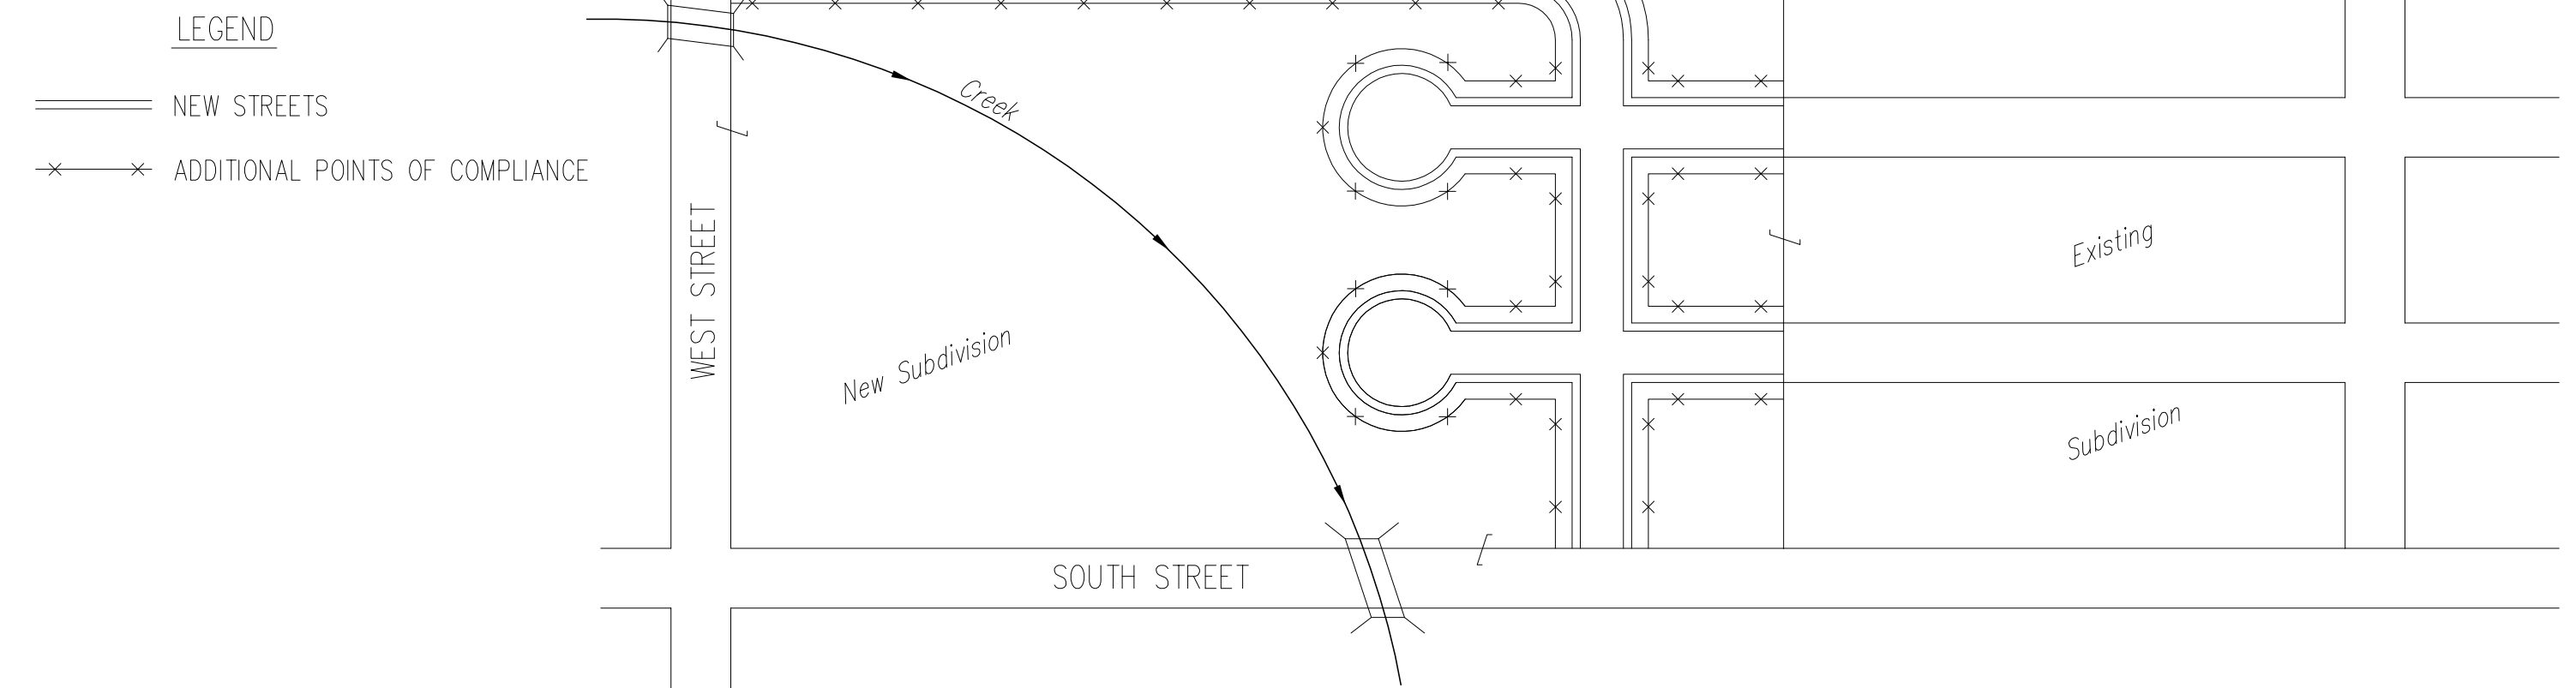 LEGEND
NEW STREETS
ADDITIONAL POINTS OF COMPLIANCE
Creek
WEST STREET
New Subdivision
SOUTH STREET
Existing
Subdivision